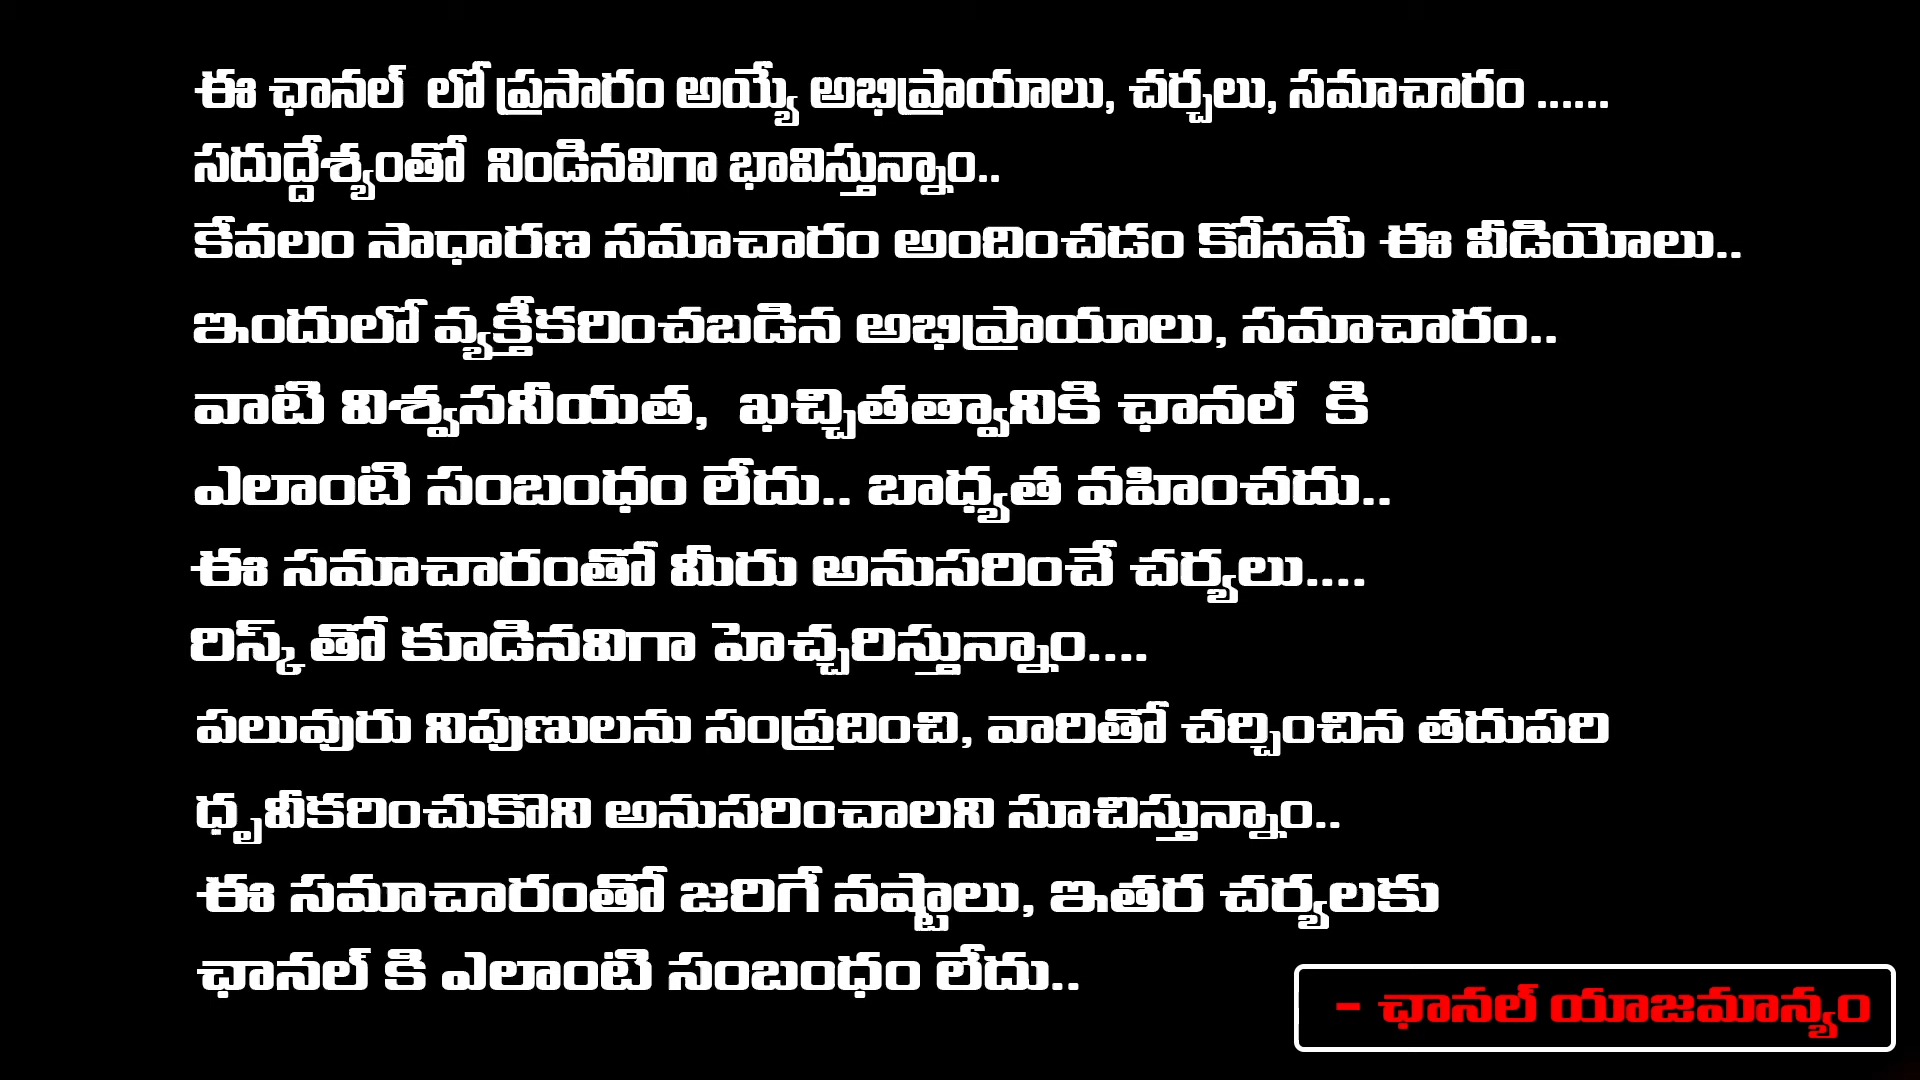 ఈ ఛానల్ లో ప్రసారం అయ్యే అభిప్రాయాలు, చర్చలు, సమాచారం ......
సదుద్దేశ్యంతో నిండినవిగా భావిస్తున్నాం..
కేవలం సాధారణ సమాచారం అందించడం కోసమే ఈ వీడియోలు..
ఇందులో వ్యక్తీకరించబడిన అభిప్రాయాలు, సమాచారం..
వాటి విశ్వసనీయత, ఖచ్చితత్వానికి ఛానల్ కి
ఎలాంటి సంబంధం లేదు.. బాధ్యత వహించదు..
ఈ సమాచారంతో మీరు అనుసరించే చర్యలు....
రిస్క్ తో కూడినవిగా హెచ్చరిస్తున్నాం....
పలువురు నిపుణులను సంప్రదించి, వారితో చర్చించిన తదుపరి
ధృవీకరించుకొని అనుసరించాలని సూచిస్తున్నాం..
ఈ సమాచారంతో జరిగే నష్టాలు, ఇతర చర్యలకు
ఛానల్ కి ఎలాంటి సంబంధం లేదు..
- ఛానల్ యాజమాన్యం